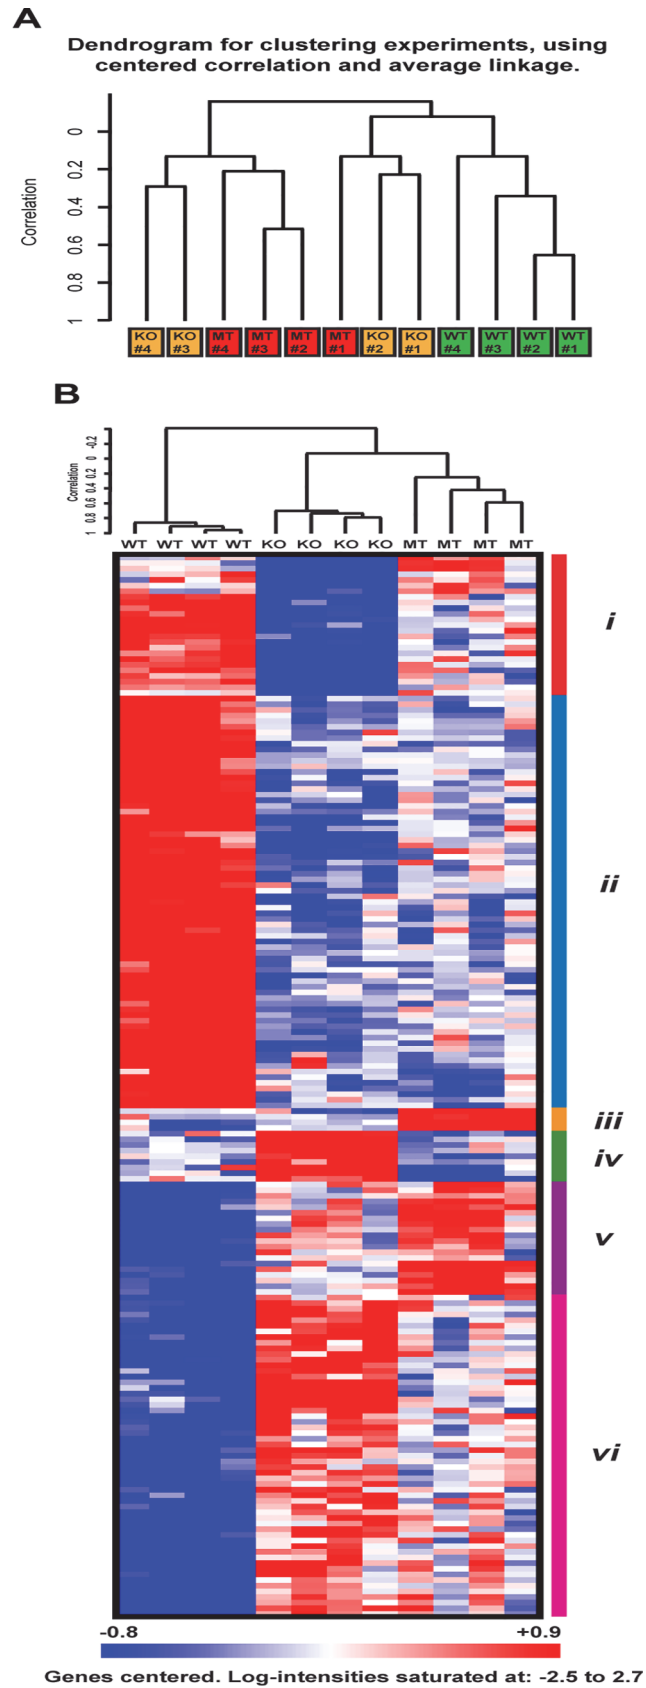 A
Dendrogram for clustering experiments, using
centered correlation and average linkage.
Correlation
0
0.2
0.4
0.6
0.8
1
KO KO MT MT MT MT KO KO WT WT WT WT
#4 #3 #4 #3 #2 #1 #2 #1 #4 #3 #2 #1
B
Correlation
-0.2
0
0.2
0.4
0.6
0.8
1
WT WT WT WT KO KO KO KO MT MT MT MT
i
ii
iii
iv
v
vi
-0.8 +0.9
Genes centered. Log-intensities saturated at: -2.5 to 2.7